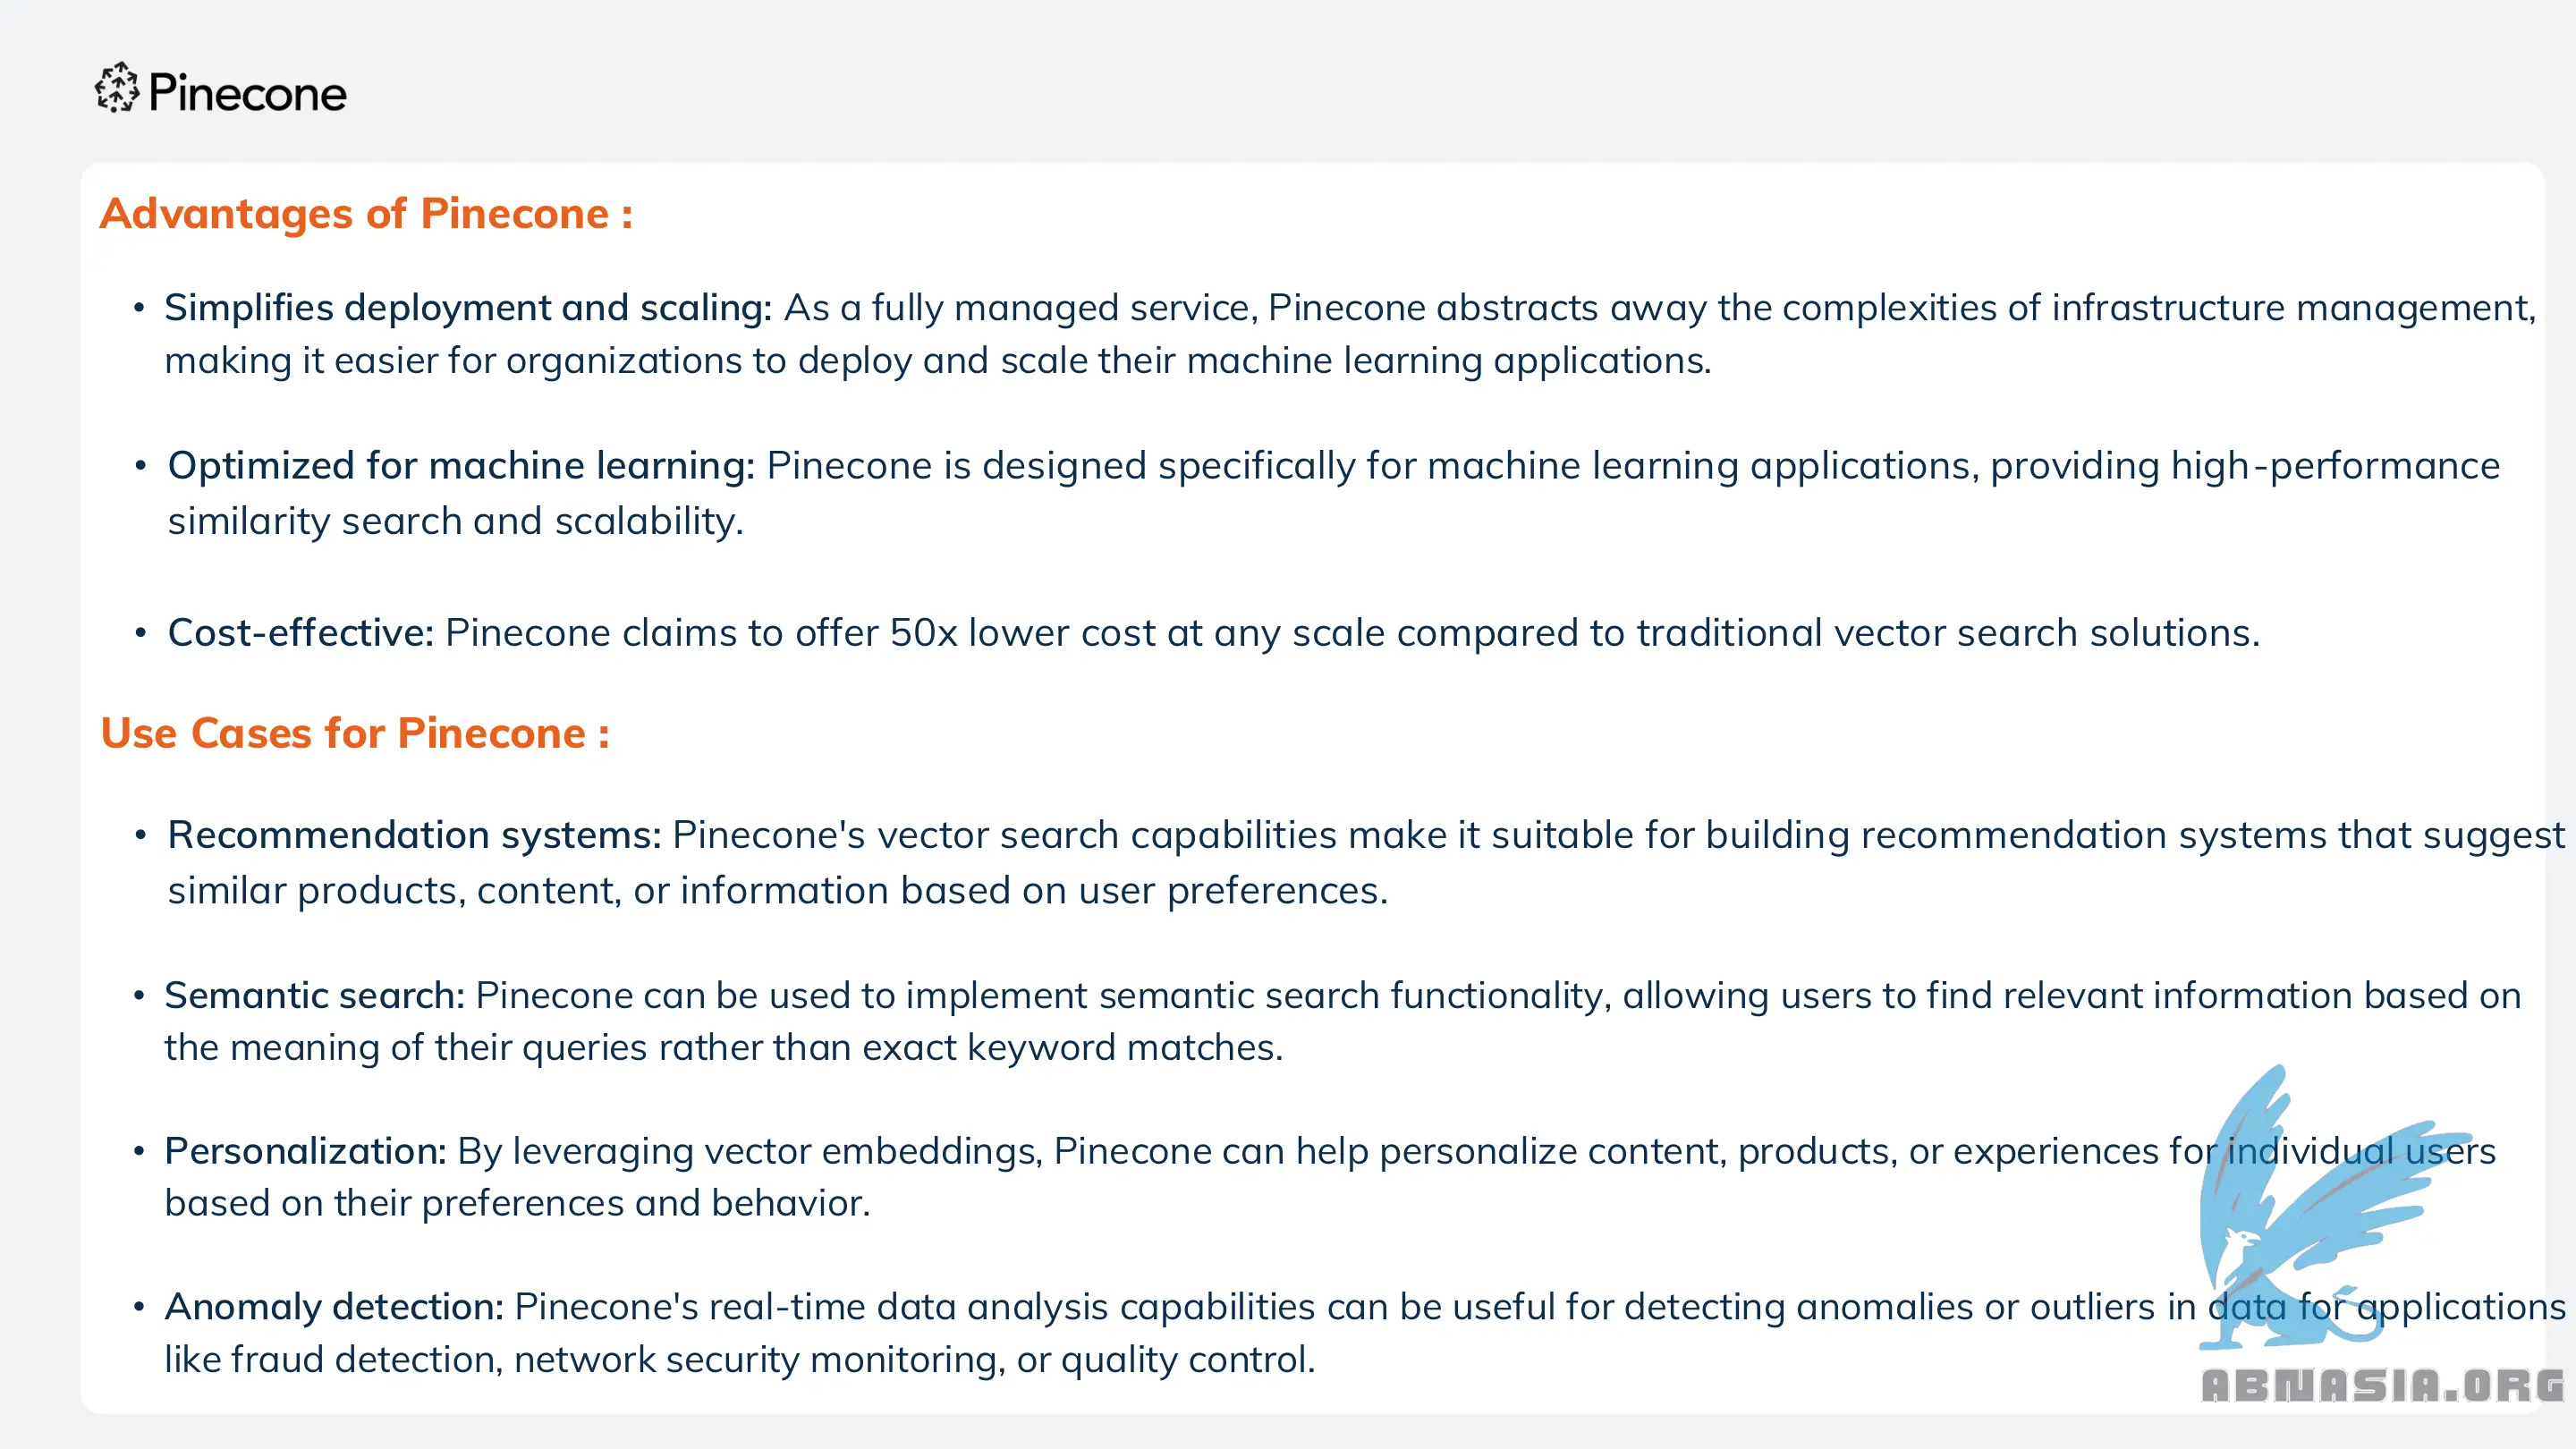 Pinecone
Advantages of Pinecone :
• Simplifies deployment and scaling: As a fully managed service, Pinecone abstracts away the complexities of infrastructure management,
making it easier for organizations to deploy and scale their machine learning applications.
• Optimized for machine learning: Pinecone is designed specifically for machine learning applications, providing high-performance
similarity search and scalability.
• Cost-effective: Pinecone claims to offer 50x lower cost at any scale compared to traditional vector search solutions.
Use Cases for Pinecone :
• Recommendation systems: Pinecone's vector search capabilities make it suitable for building recommendation systems that suggest
similar products, content, or information based on user preferences.
• Semantic search: Pinecone can be used to implement semantic search functionality, allowing users to find relevant information based on
the meaning of their queries rather than exact keyword matches.
• Personalization: By leveraging vector embeddings, Pinecone can help personalize content, products, or experiences for individual users
based on their preferences and behavior.
• Anomaly detection: Pinecone's real-time data analysis capabilities can be useful for detecting anomalies or outliers in data for applications
like fraud detection, network security monitoring, or quality control.
ABNASIA.ORG